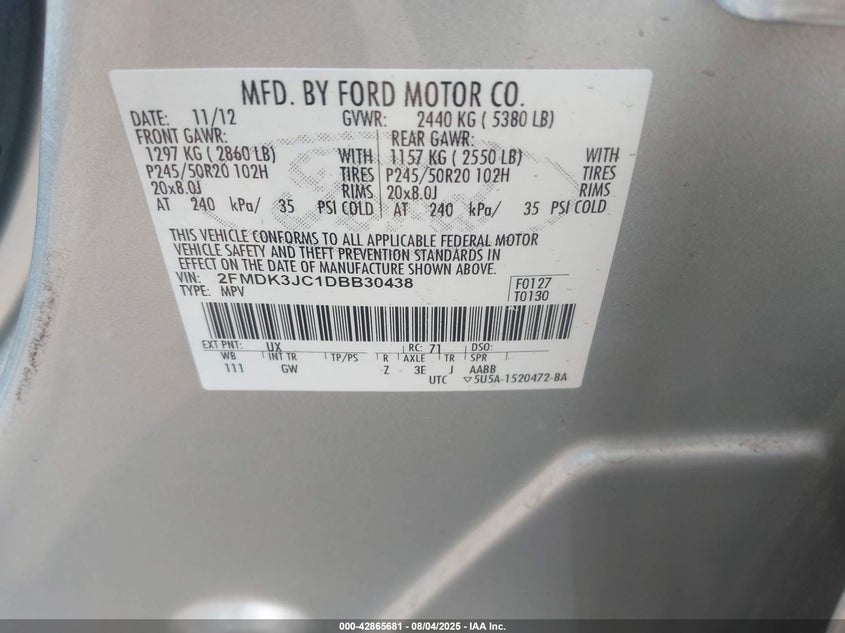 MFD. BY FORD MOTOR CO.
DATE: 11/12 GVWR: 2440 KG ( 5380 LB)
FRONT GAWR: REAR GAWR:
1297 KG ( 2860 LB) WITH 1157 KG ( 2550 LB) WITH
P245/50R20 102H TIRES P245/50R20 102H TIRES
20x8.0J RIMS 20x8.0J RIMS
AT 240 kPa/ 35 PSI COLD AT 240 kPa/ 35 PSI COLD
THIS VEHICLE CONFORMS TO ALL APPLICABLE FEDERAL MOTOR
VEHICLE SAFETY AND THEFT PREVENTION STANDARDS IN
EFFECT ON THE DATE OF MANUFACTURE SHOWN ABOVE.
VIN: 2FMDK3JC1DBB30438 F0127
TYPE: MPV T0130
EXT PNT: UX RC: 71 DSO:
WB INT TR TP/PS R AXLE TR SPR
111 GW Z 3E J AABB
UTC ▽5U5A-1520472-BA
000-42865681 - 08/04/2025 - IAA Inc.